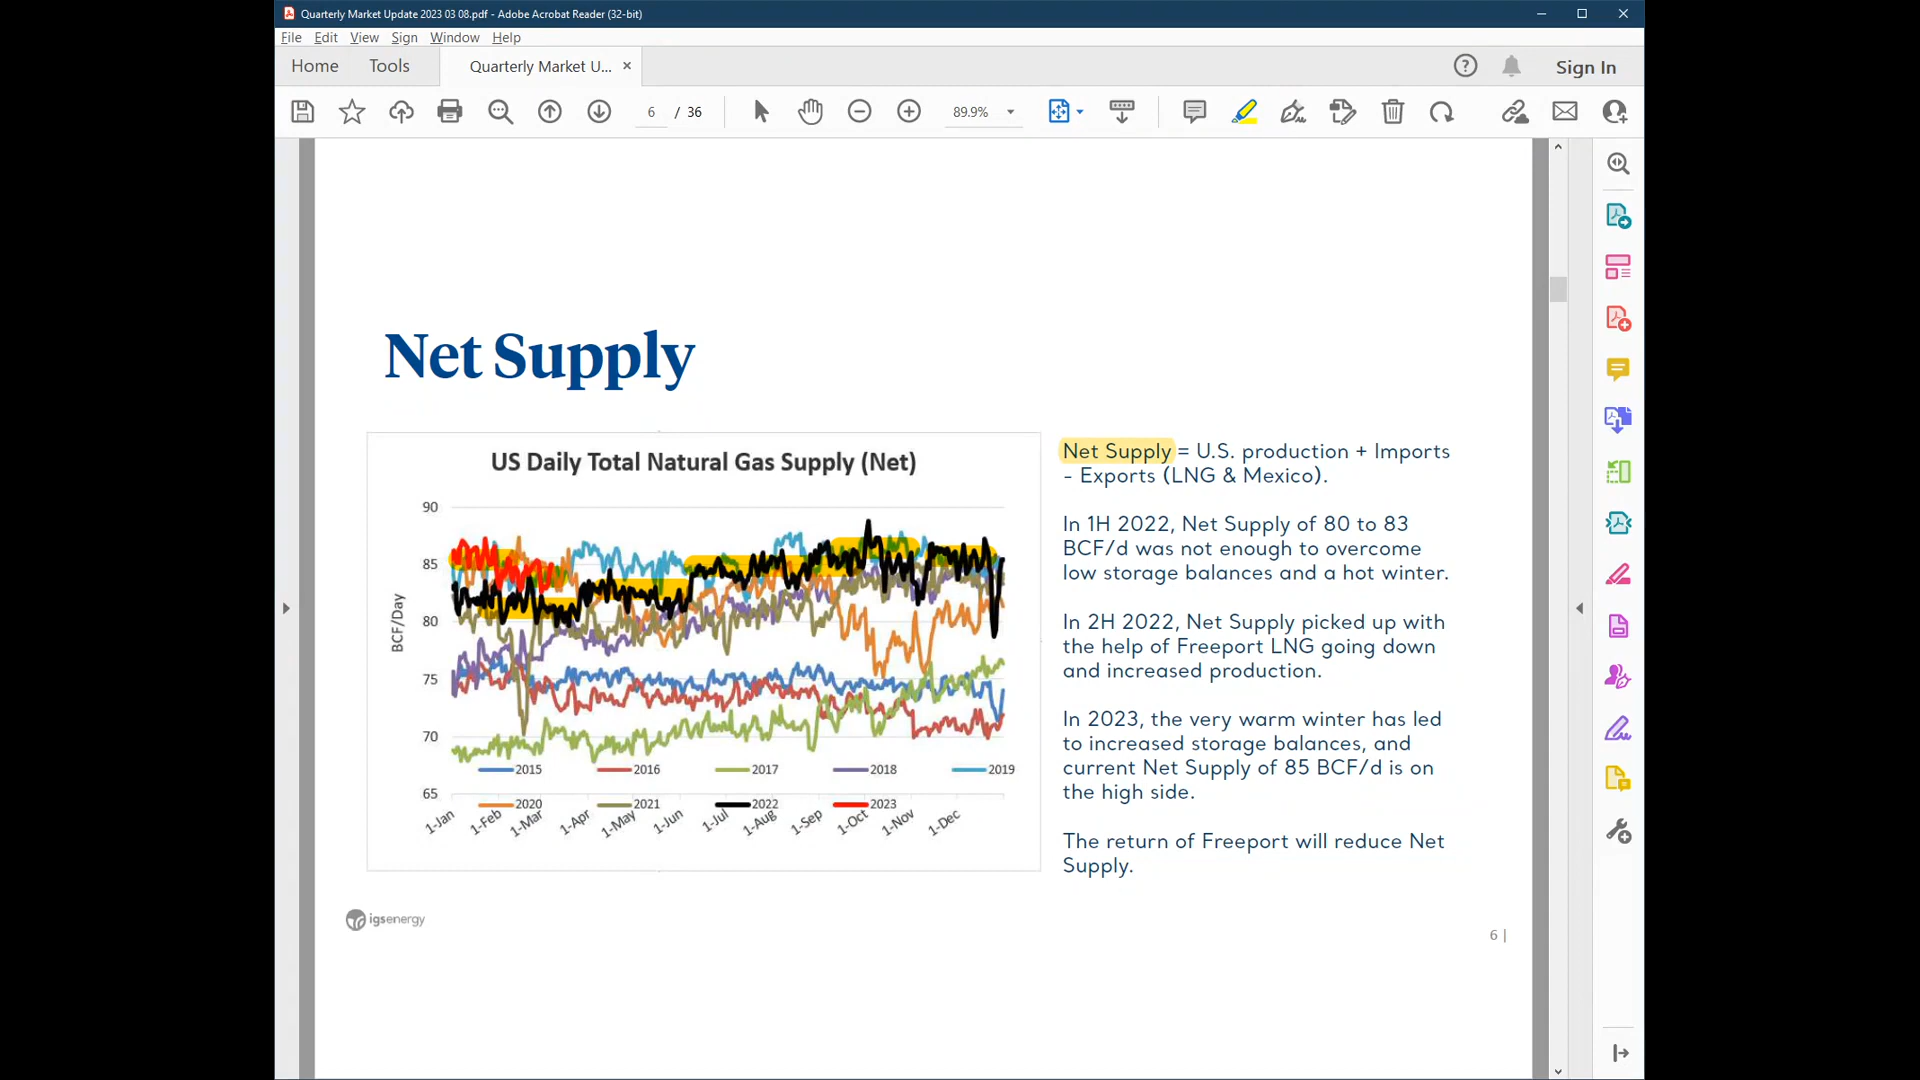 Quarterly Market Update 2023 03 08.pdf - Adobe Acrobat Reader (32-bit)
File Edit View Sign Window Help
Home Tools Quarterly Market U... × Sign In
6 / 36 89.9%
Net Supply
US Daily Total Natural Gas Supply (Net)
90
85
80
75
70
65
BCF/Day
2015 2016 2017 2018 2019
2020 2021 2022 2023
1-Jan 1-Feb 1-Mar 1-Apr 1-May 1-Jun 1-Jul 1-Aug 1-Sep 1-Oct 1-Nov 1-Dec
Net Supply = U.S. production + Imports
- Exports (LNG & Mexico).
In 1H 2022, Net Supply of 80 to 83
BCF/d was not enough to overcome
low storage balances and a hot winter.
In 2H 2022, Net Supply picked up with
the help of Freeport LNG going down
and increased production.
In 2023, the very warm winter has led
to increased storage balances, and
current Net Supply of 85 BCF/d is on
the high side.
The return of Freeport will reduce Net
Supply.
igsenergy
6 |